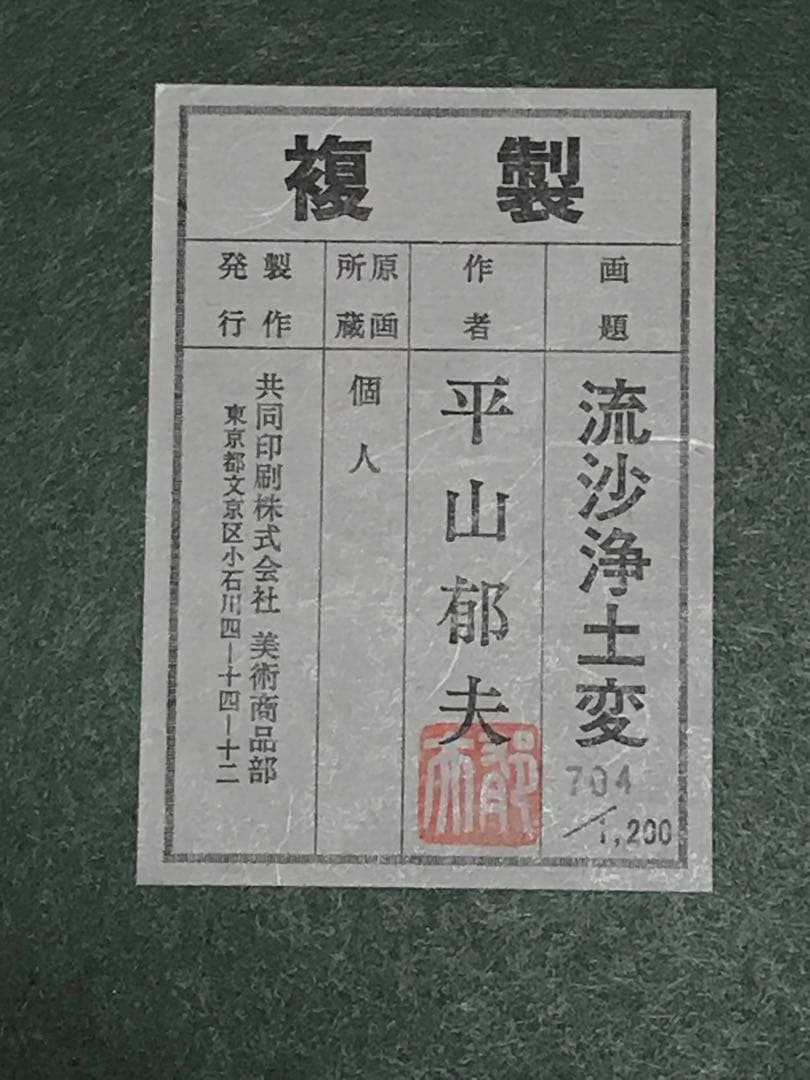 複製
画題
流沙浄土変
704/1,200
作者
平山郁夫
原画
所蔵
個人
製作
発行
共同印刷株式会社 美術商品部
東京都文京区小石川四ー十四ー十二